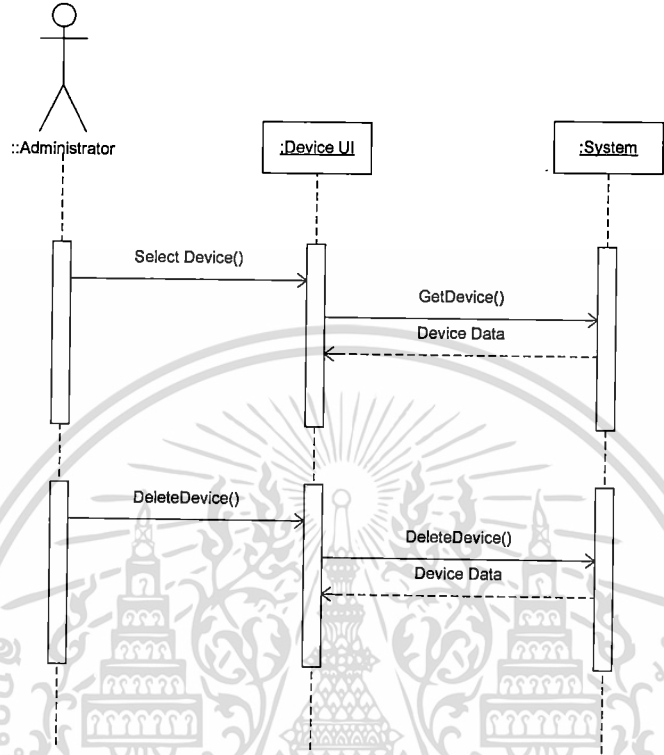 ::Administrator
:Device UI
:System
Select Device()
GetDevice()
Device Data
DeleteDevice()
DeleteDevice()
Device Data